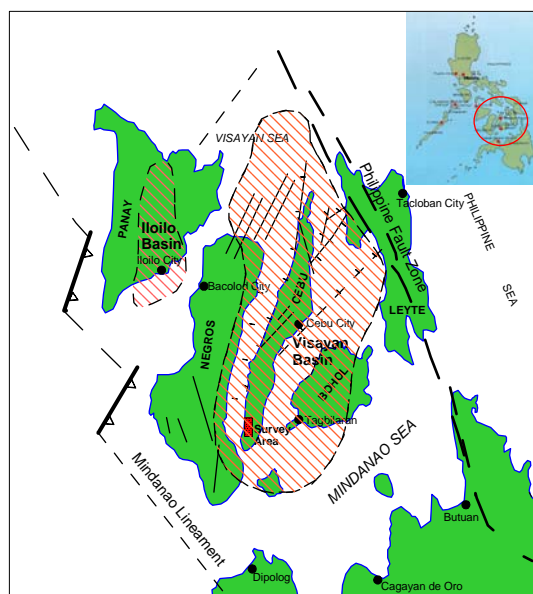 VISAYAN SEA
PANAY
Iloilo
Basin
Iloilo City
Bacolod City
NEGROS
CEBU
Cebu City
Visayan
Basin
BOHOL
Tagbilaran
Survey
Area
Philippine Fault Zone
Tacloban City
LEYTE
PHILIPPINE
SEA
MINDANAO SEA
Mindanao Lineament
Butuan
Dipolog
Cagayan de Oro